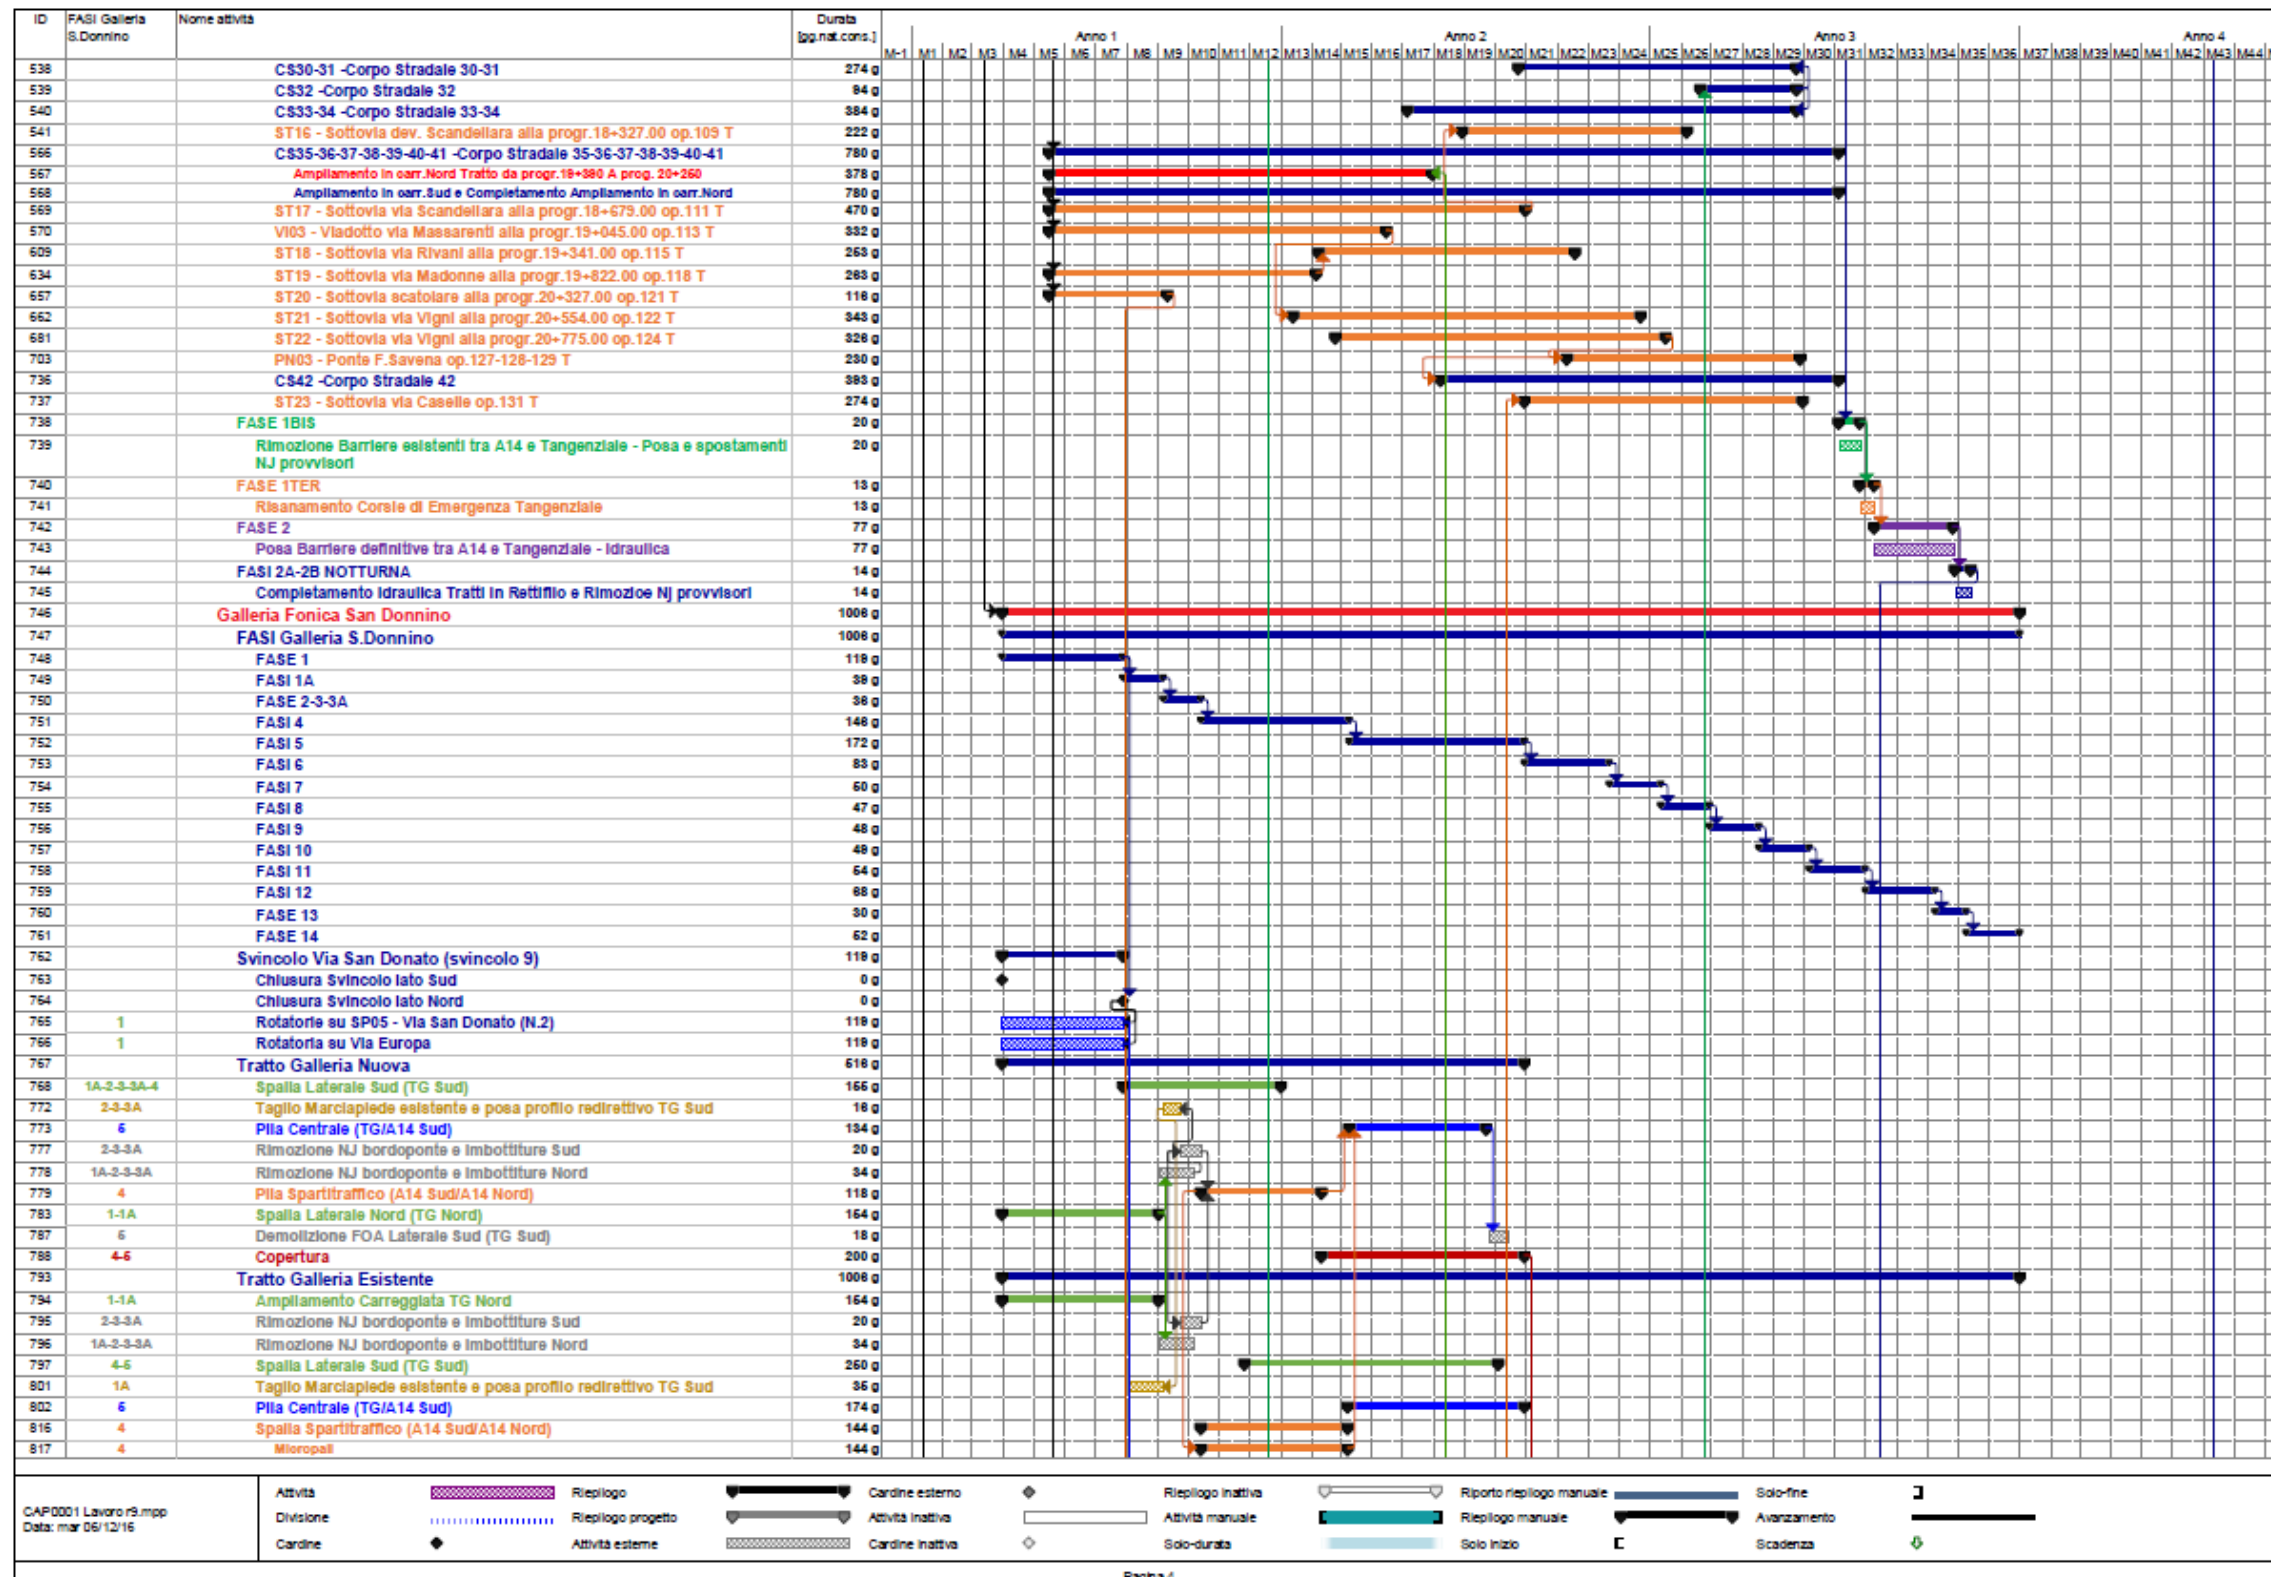 ID FASI Galleria S.Donnino Nome attività Durata [gg.nat.cons.]
Anno 1 Anno 2 Anno 3 Anno 4
M-1 M1 M2 M3 M4 M5 M6 M7 M8 M9 M10 M11 M12 M13 M14 M15 M16 M17 M18 M19 M20 M21 M22 M23 M24 M25 M26 M27 M28 M29 M30 M31 M32 M33 M34 M35 M36 M37 M38 M39 M40 M41 M42 M43 M44
538 CS30-31 -Corpo Stradale 30-31 274 g
539 CS32 -Corpo Stradale 32 94 g
540 CS33-34 -Corpo Stradale 33-34 384 g
541 ST16 - Sottovia dev. Scandellara alla progr.18+327.00 op.109 T 222 g
566 CS35-36-37-38-39-40-41 -Corpo Stradale 35-36-37-38-39-40-41 780 g
567 Ampliamento in carr.Nord Tratto da progr.19+380 A prog. 20+260 378 g
568 Ampliamento in carr.Sud e Completamento Ampliamento in carr.Nord 780 g
569 ST17 - Sottovia via Scandellara alla progr.18+679.00 op.111 T 470 g
570 VI03 - Viadotto via Massarenti alla progr.19+045.00 op.113 T 332 g
609 ST18 - Sottovia via Rivani alla progr.19+341.00 op.115 T 253 g
634 ST19 - Sottovia via Madonne alla progr.19+822.00 op.118 T 263 g
657 ST20 - Sottovia scatolare alla progr.20+327.00 op.121 T 116 g
662 ST21 - Sottovia via Vigni alla progr.20+554.00 op.122 T 343 g
681 ST22 - Sottovia via Vigni alla progr.20+775.00 op.124 T 326 g
703 PN03 - Ponte F.Savena op.127-128-129 T 230 g
736 CS42 -Corpo Stradale 42 393 g
737 ST23 - Sottovia via Caselle op.131 T 274 g
738 FASE 1BIS 20 g
739 Rimozione Barriere esistenti tra A14 e Tangenziale - Posa e spostamenti 20 g
NJ provvisori
740 FASE 1TER 13 g
741 Risanamento Corsie di Emergenza Tangenziale 13 g
742 FASE 2 77 g
743 Posa Barriere definitive tra A14 e Tangenziale - Idraulica 77 g
744 FASI 2A-2B NOTTURNA 14 g
745 Completamento Idraulica Tratti in Rettifilo e Rimozioe Nj provvisori 14 g
746 Galleria Fonica San Donnino 1006 g
747 FASI Galleria S.Donnino 1006 g
748 FASE 1 119 g
749 FASI 1A 39 g
750 FASE 2-3-3A 36 g
751 FASI 4 146 g
752 FASI 5 172 g
753 FASI 6 83 g
754 FASI 7 50 g
755 FASI 8 47 g
756 FASI 9 48 g
757 FASI 10 49 g
758 FASI 11 54 g
759 FASI 12 68 g
760 FASE 13 30 g
761 FASE 14 52 g
762 Svincolo Via San Donato (svincolo 9) 119 g
763 Chiusura Svincolo lato Sud 0 g
764 Chiusura Svincolo lato Nord 0 g
765 1 Rotatorie su SP05 - Via San Donato (N.2) 119 g
766 1 Rotatoria su Via Europa 119 g
767 Tratto Galleria Nuova 516 g
768 1A-2-3-3A-4 Spalla Laterale Sud (TG Sud) 155 g
772 2-3-3A Taglio Marciapiede esistente e posa profilo redirettivo TG Sud 16 g
773 5 Pila Centrale (TG/A14 Sud) 134 g
777 2-3-3A Rimozione NJ bordoponte e Imbottiture Sud 20 g
778 1A-2-3-3A Rimozione NJ bordoponte e Imbottiture Nord 34 g
779 4 Pila Spartitraffico (A14 Sud/A14 Nord) 118 g
783 1-1A Spalla Laterale Nord (TG Nord) 154 g
787 5 Demolizione FOA Laterale Sud (TG Sud) 18 g
788 4-5 Copertura 200 g
793 Tratto Galleria Esistente 1006 g
794 1-1A Ampliamento Carreggiata TG Nord 154 g
795 2-3-3A Rimozione NJ bordoponte e Imbottiture Sud 20 g
796 1A-2-3-3A Rimozione NJ bordoponte e Imbottiture Nord 34 g
797 4-5 Spalla Laterale Sud (TG Sud) 250 g
801 1A Taglio Marciapiede esistente e posa profilo redirettivo TG Sud 35 g
802 5 Pila Centrale (TG/A14 Sud) 174 g
816 4 Spalla Spartitraffico (A14 Sud/A14 Nord) 144 g
817 4 Micropali 144 g
CAP0001 Lavoro r9.mpp
Data: mar 06/12/16
Attività Riepilogo Cardine esterno Riepilogo inattiva Riporto riepilogo manuale Solo-fine
Divisione Riepilogo progetto Attività inattiva Attività manuale Riepilogo manuale Avanzamento
Cardine Attività esterne Cardine inattiva Solo-durata Solo inizio Scadenza
Pagina 4